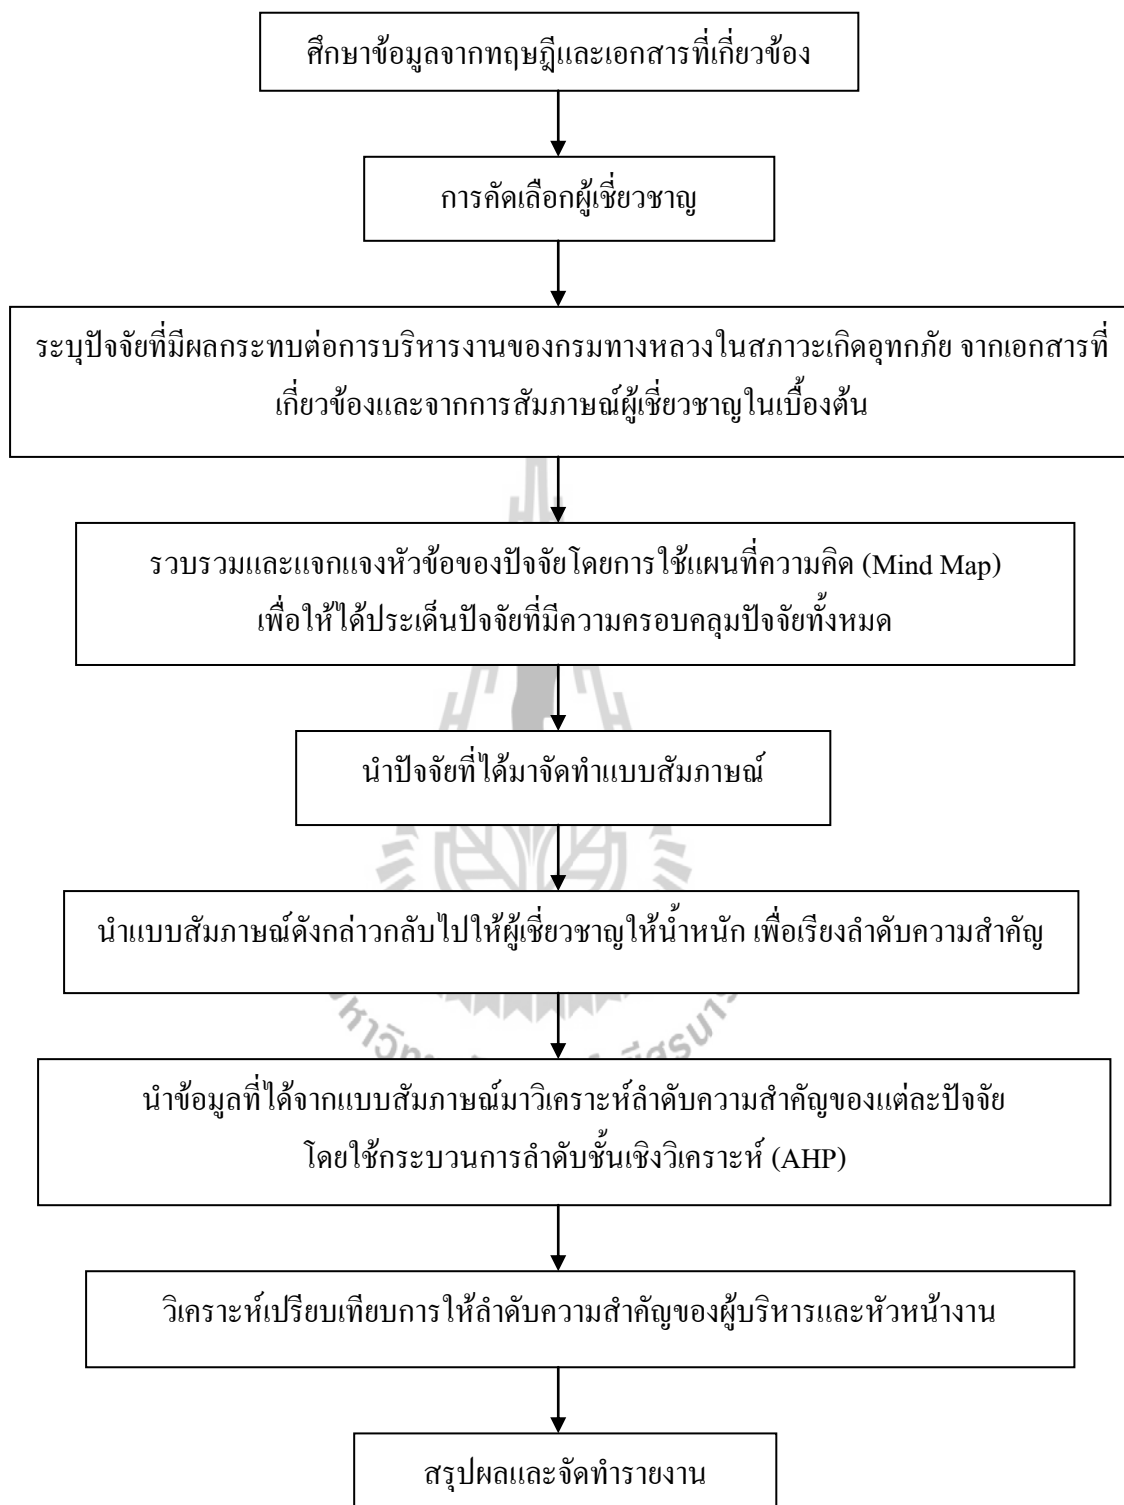 ศึกษาข้อมูลจากทฤษฎีและเอกสารที่เกี่ยวข้อง
การคัดเลือกผู้เชี่ยวชาญ
ระบุปัจจัยที่มีผลกระทบต่อการบริหารงานของกรมทางหลวงในสภาวะเกิดอุทกภัย จากเอกสารที่
เกี่ยวข้องและจากการสัมภาษณ์ผู้เชี่ยวชาญในเบื้องต้น
รวบรวมและแจกแจงหัวข้อของปัจจัยโดยการใช้แผนที่ความคิด (Mind Map)
เพื่อให้ได้ประเด็นปัจจัยที่มีความครอบคลุมปัจจัยทั้งหมด
นำปัจจัยที่ได้มาจัดทำแบบสัมภาษณ์
นำแบบสัมภาษณ์ดังกล่าวกลับไปให้ผู้เชี่ยวชาญให้น้ำหนัก เพื่อเรียงลำดับความสำคัญ
นำข้อมูลที่ได้จากแบบสัมภาษณ์มาวิเคราะห์ลำดับความสำคัญของแต่ละปัจจัย
โดยใช้กระบวนการลำดับชั้นเชิงวิเคราะห์ (AHP)
วิเคราะห์เปรียบเทียบการให้ลำดับความสำคัญของผู้บริหารและหัวหน้างาน
สรุปผลและจัดทำรายงาน